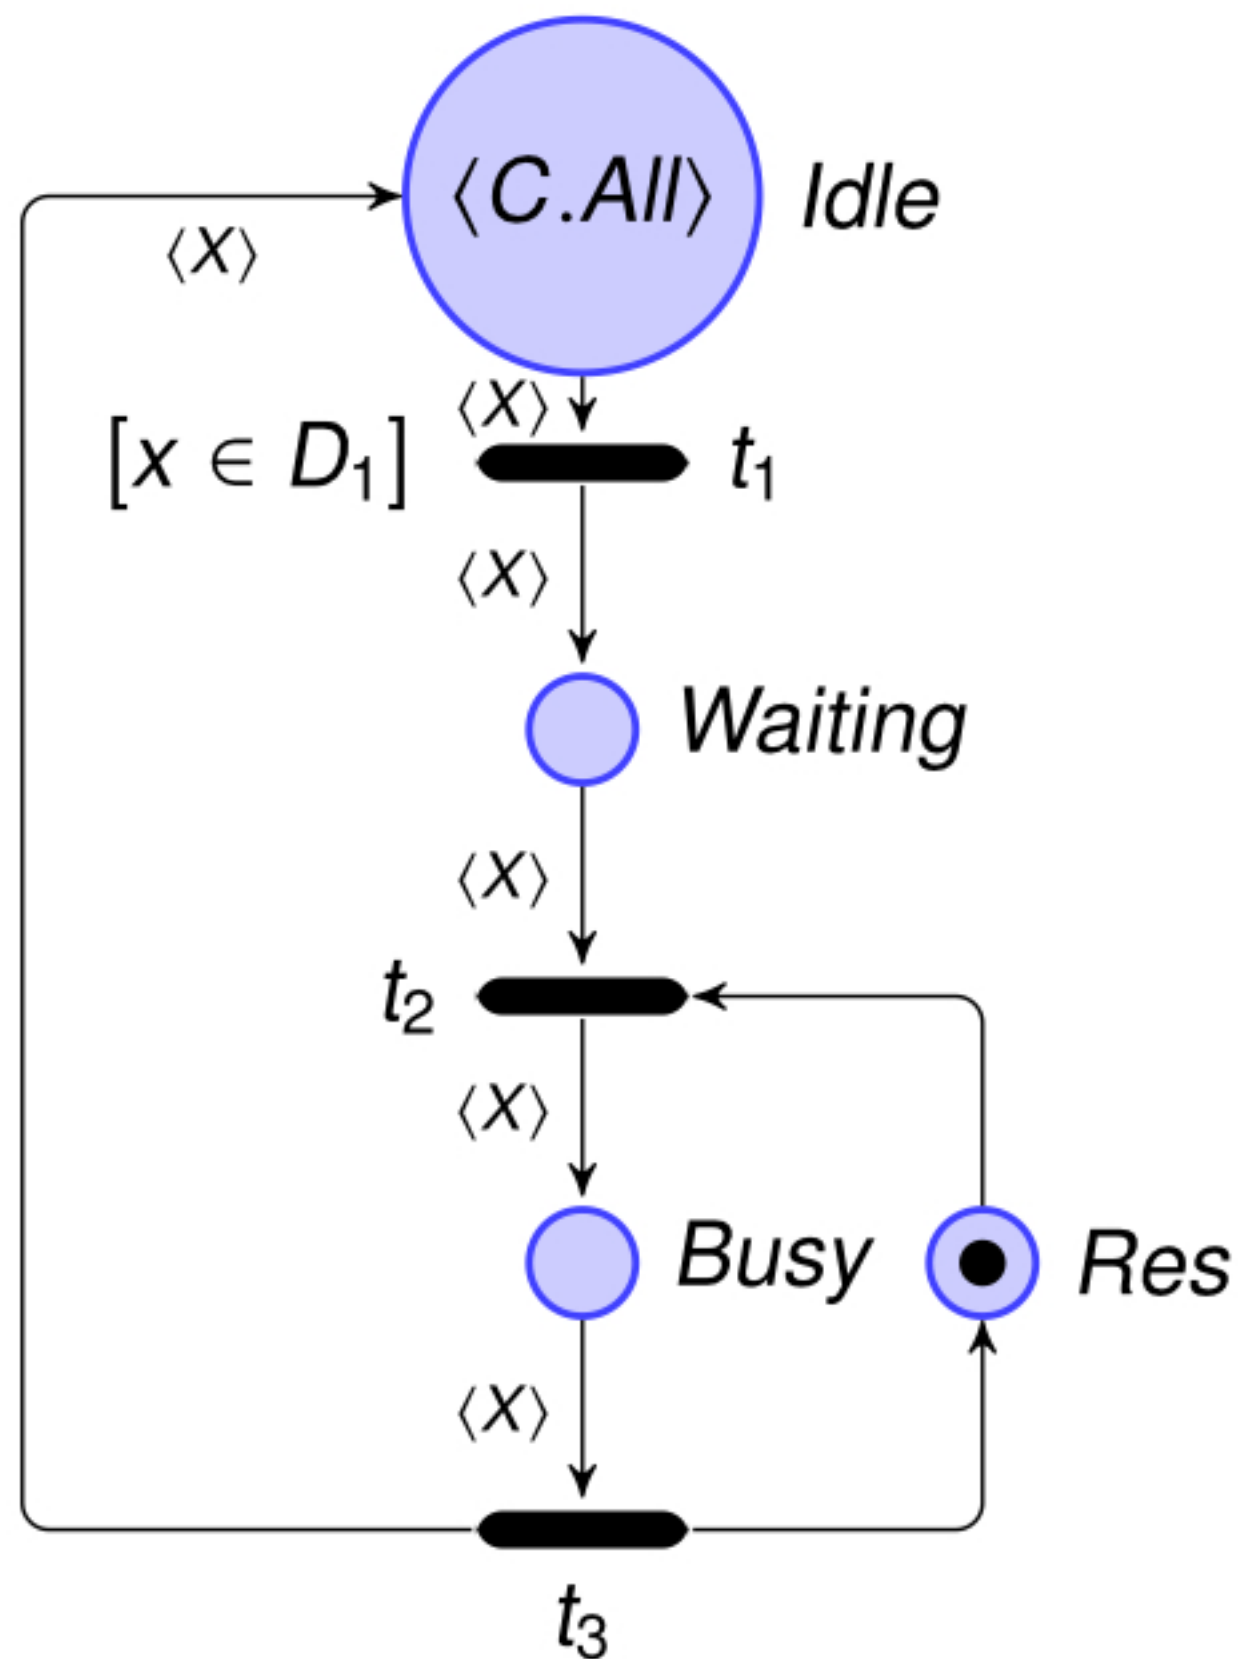 ⟨C.All⟩ Idle
⟨X⟩
⟨X⟩
[x ∈ D₁] t₁
⟨X⟩
Waiting
⟨X⟩
t₂
⟨X⟩
Busy Res
⟨X⟩
t₃